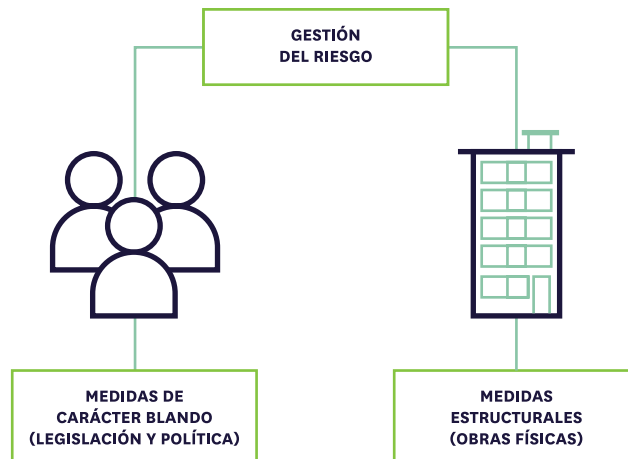 GESTIÓN
DEL RIESGO
MEDIDAS DE
CARÁCTER BLANDO
(LEGISLACIÓN Y POLÍTICA)
MEDIDAS
ESTRUCTURALES
(OBRAS FÍSICAS)